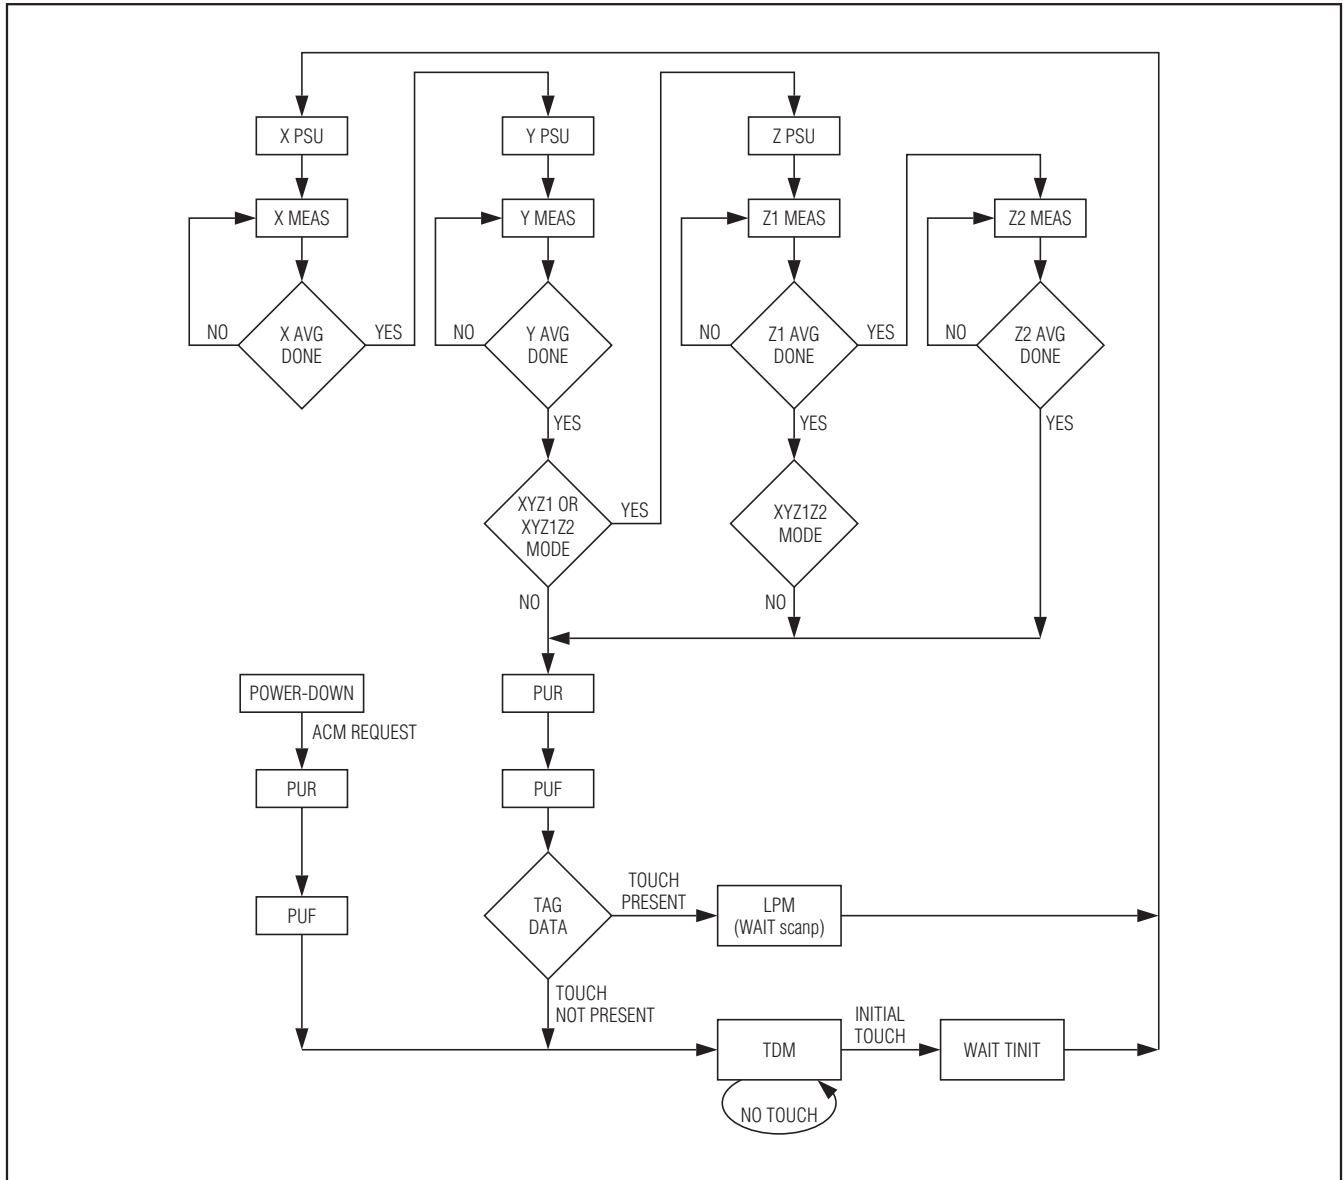 X PSU
Y PSU
Z PSU
X MEAS
Y MEAS
Z1 MEAS
Z2 MEAS
NO
X AVG
DONE
YES
NO
Y AVG
DONE
NO
Z1 AVG
DONE
YES
NO
Z2 AVG
DONE
YES
YES
YES
XYZ1 OR
XYZ1Z2
MODE
YES
XYZ1Z2
MODE
NO
NO
POWER-DOWN
PUR
ACM REQUEST
PUR
PUF
PUF
TAG
DATA
TOUCH
PRESENT
LPM
(WAIT scanp)
TOUCH
NOT PRESENT
TDM
INITIAL
TOUCH
WAIT TINIT
NO TOUCH